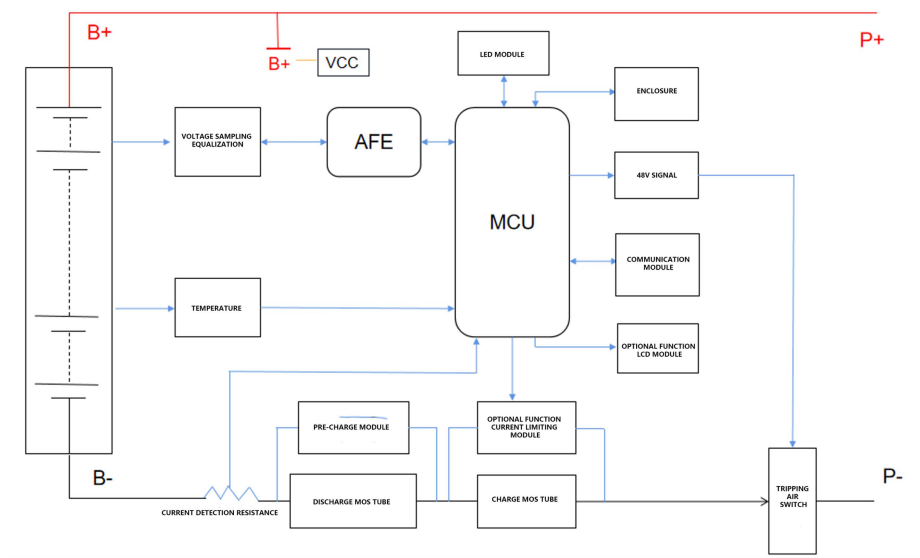 B+
P+
B+
VCC
LED MODULE
ENCLOSURE
VOLTAGE SAMPLING
EQUALIZATION
AFE
MCU
48V SIGNAL
COMMUNICATION
MODULE
TEMPERATURE
OPTIONAL FUNCTION
LCD MODULE
PRE-CHARGE MODULE
OPTIONAL FUNCTION
CURRENT LIMITING
MODULE
B-
P-
CURRENT DETECTION RESISTANCE
DISCHARGE MOS TUBE
CHARGE MOS TUBE
TRIPPING
AIR
SWITCH